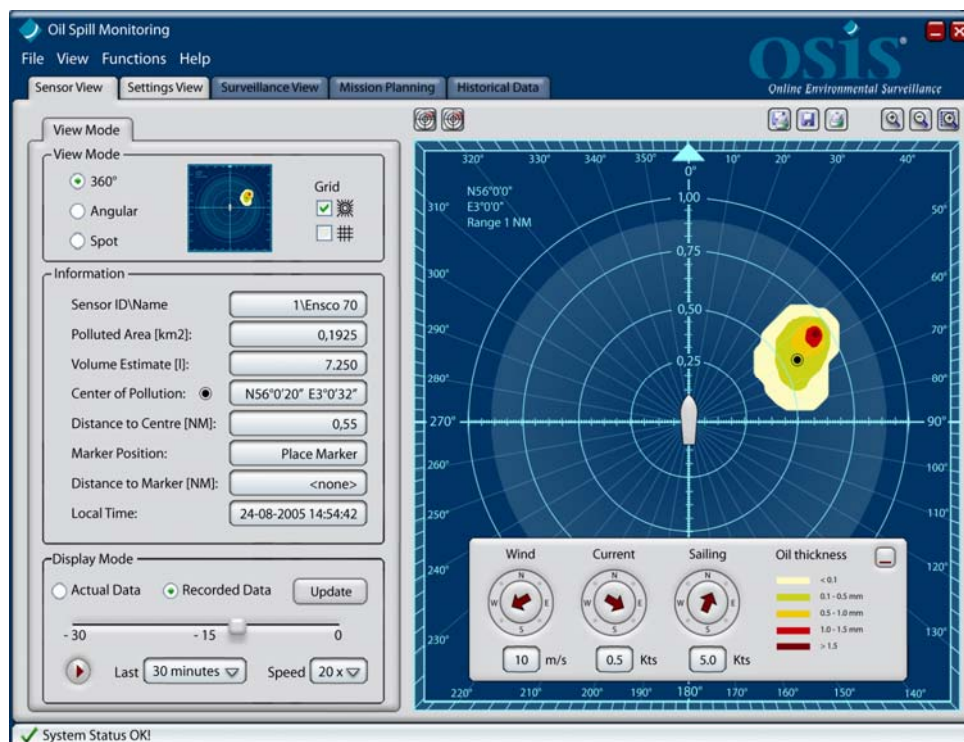 Oil Spill Monitoring
File View Functions Help
OSIS®
Online Environmental Surveillance
Sensor View Settings View Surveillance View Mission Planning Historical Data
View Mode
View Mode
360°
Angular
Spot
Grid
Information
Sensor ID\Name 1\Ensco 70
Polluted Area [km2]: 0,1925
Volume Estimate [l]: 7.250
Center of Pollution: N56°0'20" E3°0'32"
Distance to Centre [NM]: 0,55
Marker Position: Place Marker
Distance to Marker [NM]: <none>
Local Time: 24-08-2005 14:54:42
Display Mode
Actual Data Recorded Data Update
- 30 - 15 0
Last 30 minutes Speed 20 x
320° 330° 340° 350° 0° 10° 20° 30° 40°
N56°0'0"
E3°0'0"
Range 1 NM
310° 50°
300° 60°
290° 70°
280° 80°
270° 90°
260° 100°
250° 110°
240° 120°
230° 130°
220° 210° 200° 190° 180° 170° 160° 150° 140°
1,00
0,75
0,50
0,25
Wind Current Sailing Oil thickness
N W E S
N W E S
N W E S
10 m/s 0.5 Kts 5.0 Kts
< 0.1
0.1 - 0.5 mm
0.5 - 1.0 mm
1.0 - 1.5 mm
> 1.5
System Status OK!